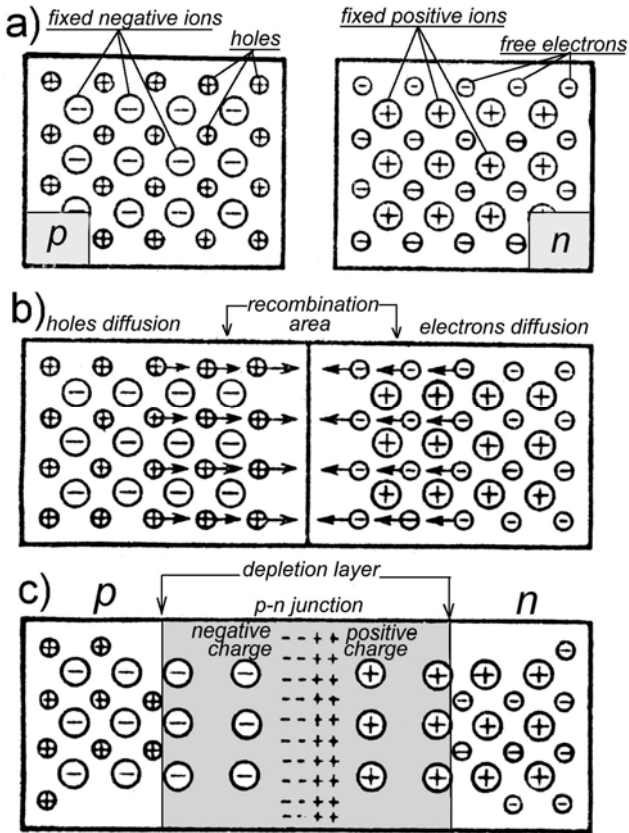 a)
fixed negative ions
holes
fixed positive ions
free electrons
p
n
b)
holes diffusion
recombination
area
electrons diffusion
c)
depletion layer
p
p-n junction
n
negative
charge
positive
charge